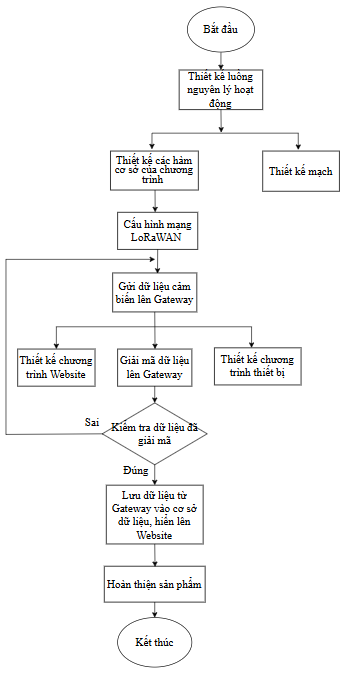 Bắt đầu
Thiết kế luồng
nguyên lý hoạt
động
Thiết kế các hàm
cơ sở của chương
trình
Thiết kế mạch
Cấu hình mạng
LoRaWAN
Gửi dữ liệu cảm
biến lên Gateway
Thiết kế chương
trình Website
Giải mã dữ liệu
lên Gateway
Thiết kế chương
trình thiết bị
Sai
Kiểm tra dữ liệu đã
giải mã
Đúng
Lưu dữ liệu từ
Gateway vào cơ sở
dữ liệu, hiển lên
Website
Hoàn thiện sản phẩm
Kết thúc